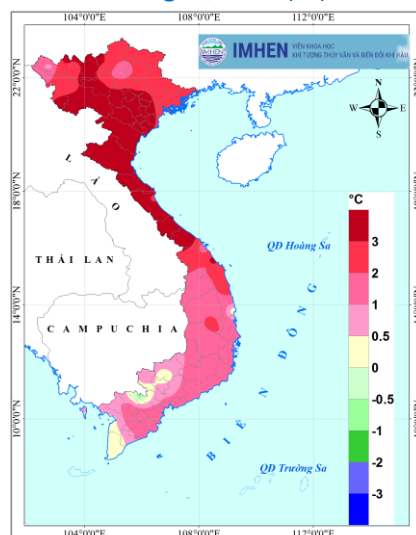 104°0'0"E 108°0'0"E 112°0'0"E
IMHEN
VIỆN KHOA HỌC
KHÍ TƯỢNG THỦY VĂN VÀ BIẾN ĐỔI KHÍ HẬU
22°0'0"N
N
W E
S
LÀO
18°0'0"N
°C
3
2
1
0.5
0
-1
-2
-3
QĐ Hoàng Sa
THÁI LAN
14°0'0"N
CAMPUCHIA
BIỂN ĐÔNG
10°0'0"N
QĐ Trường Sa
104°0'0"E 108°0'0"E 112°0'0"E